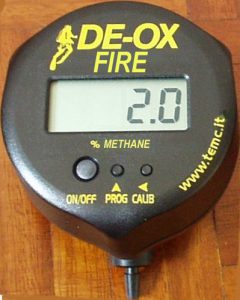 DE-OX
FIRE
2.0
% METHANE
ON/OFF PROG CALIB
www.temc.it